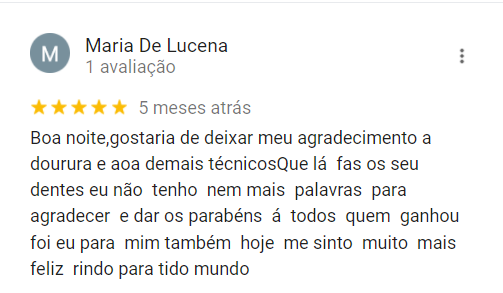 M
Maria De Lucena
1 avaliação
5 meses atrás
Boa noite,gostaria de deixar meu agradecimento a
dourura e aoa demais técnicosQue lá  fas os seu
dentes eu não  tenho  nem mais  palavras  para
agradecer  e dar os parabéns  á  todos  quem  ganhou
foi eu para  mim também  hoje  me sinto  muito  mais
feliz  rindo para tido mundo